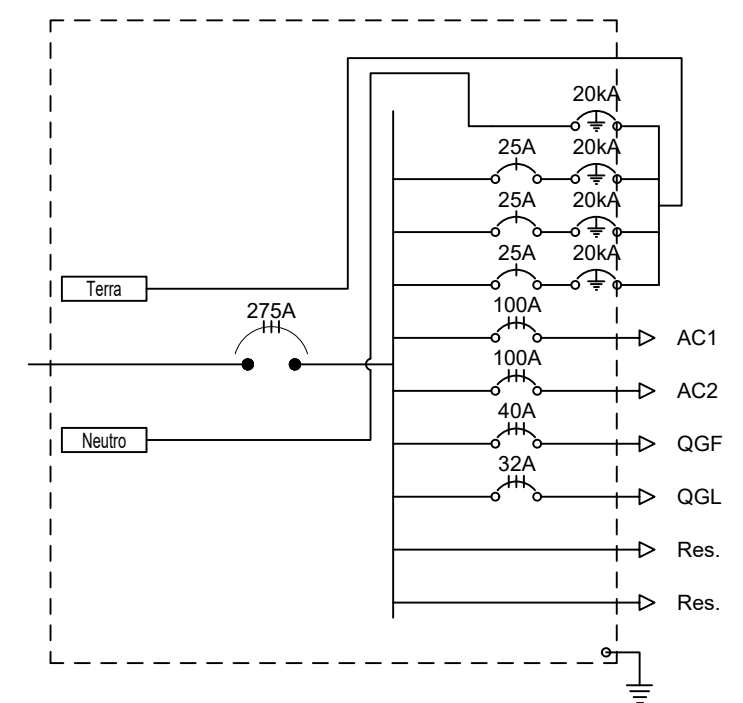 20kA
25A 20kA
25A 20kA
25A 20kA
Terra
275A
100A
AC1
100A
AC2
Neutro
40A
QGF
32A
QGL
Res.
Res.